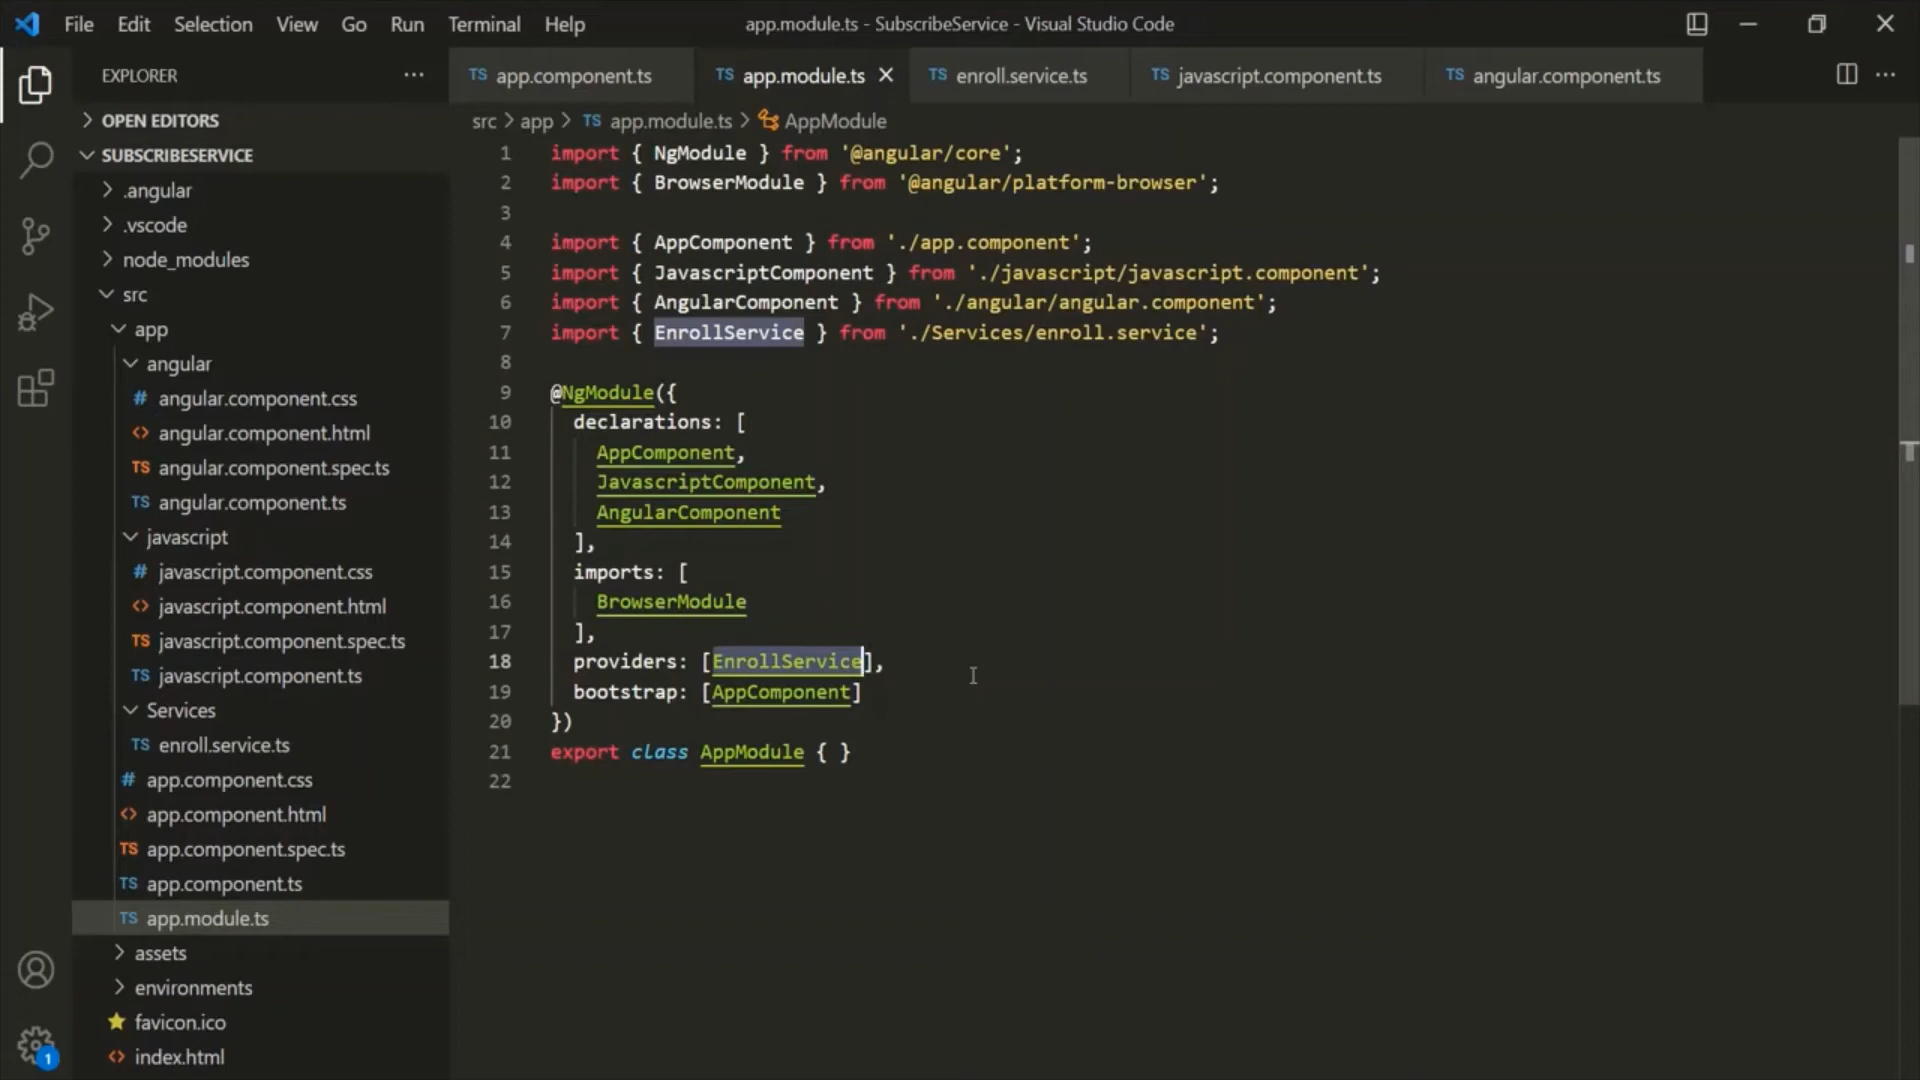 File Edit Selection View Go Run Terminal Help app.module.ts - SubscribeService - Visual Studio Code
EXPLORER ···
OPEN EDITORS
SUBSCRIBESERVICE
.angular
.vscode
node_modules
src
app
angular
# angular.component.css
<> angular.component.html
TS angular.component.spec.ts
TS angular.component.ts
javascript
# javascript.component.css
<> javascript.component.html
TS javascript.component.spec.ts
TS javascript.component.ts
Services
TS enroll.service.ts
# app.component.css
<> app.component.html
TS app.component.spec.ts
TS app.component.ts
TS app.module.ts
assets
environments
favicon.ico
<> index.html
1
TS app.component.ts TS app.module.ts TS enroll.service.ts TS javascript.component.ts TS angular.component.ts
src > app > TS app.module.ts > AppModule
1 import { NgModule } from '@angular/core';
2 import { BrowserModule } from '@angular/platform-browser';
3
4 import { AppComponent } from './app.component';
5 import { JavascriptComponent } from './javascript/javascript.component';
6 import { AngularComponent } from './angular/angular.component';
7 import { EnrollService } from './Services/enroll.service';
8
9 @NgModule({
10 declarations: [
11 AppComponent,
12 JavascriptComponent,
13 AngularComponent
14 ],
15 imports: [
16 BrowserModule
17 ],
18 providers: [EnrollService],
19 bootstrap: [AppComponent]
20 })
21 export class AppModule { }
22